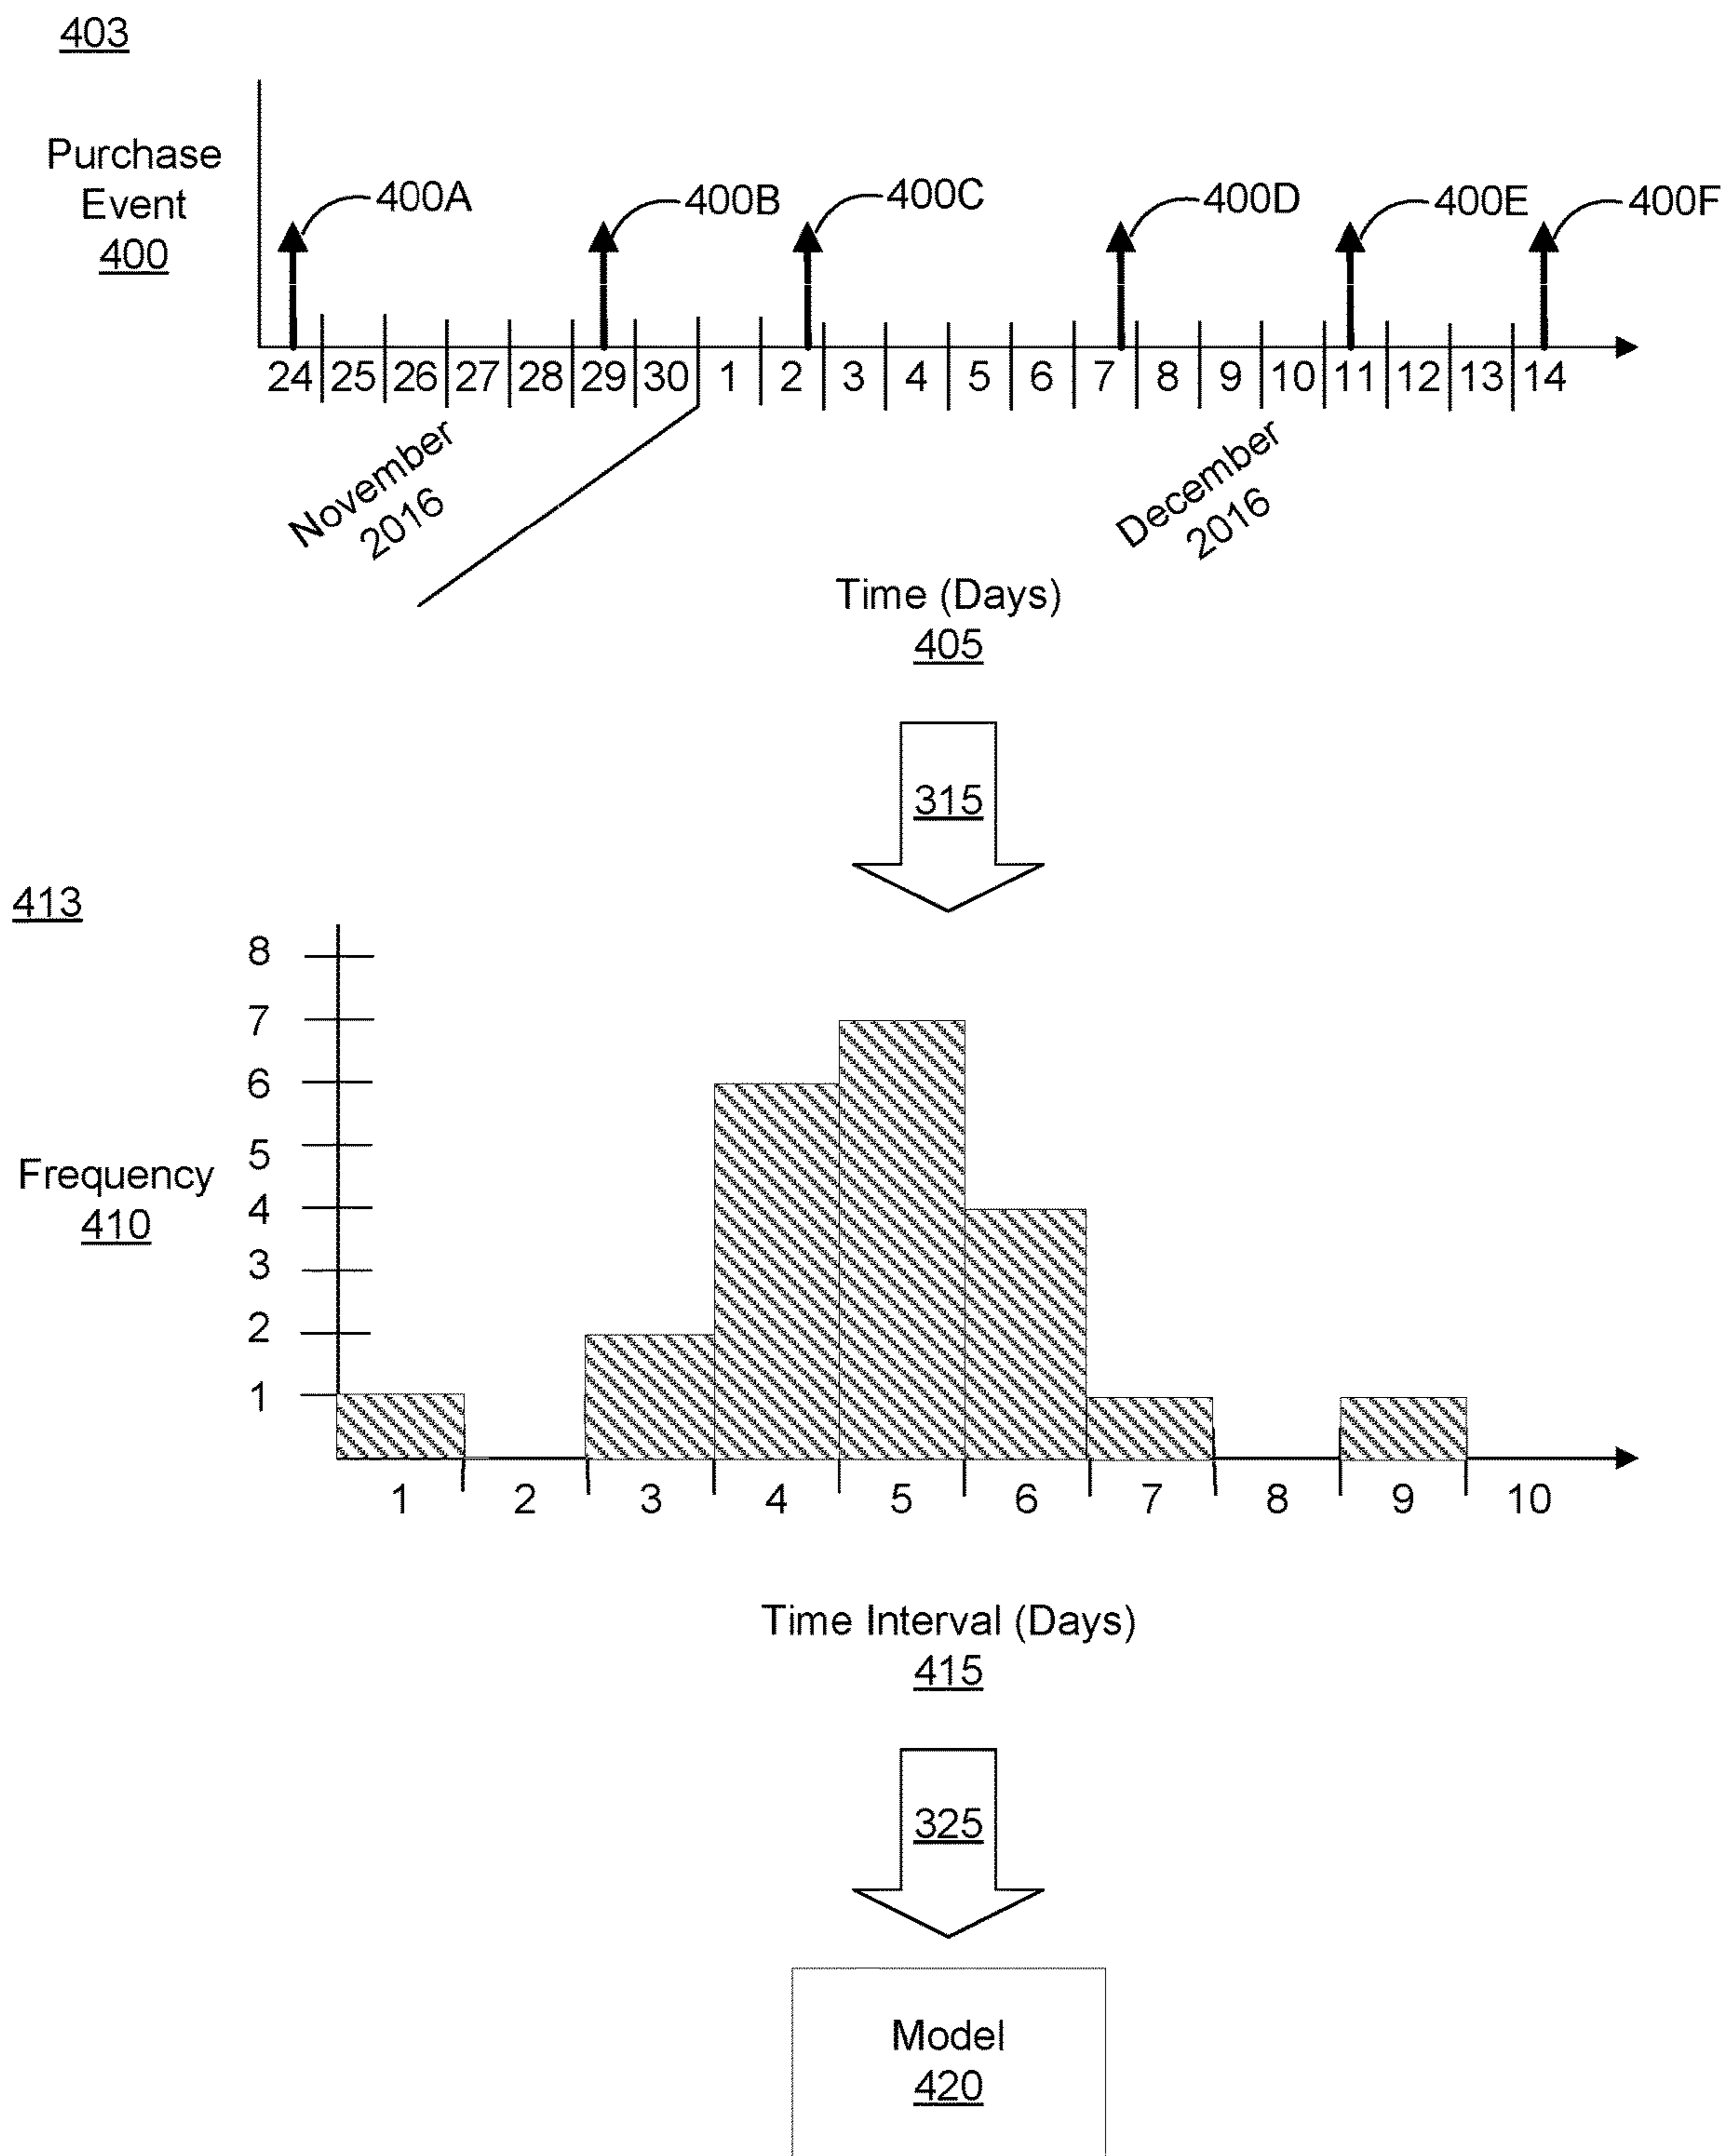 403
Purchase
Event
400
400A
400B
400C
400D
400E
400F
24 25 26 27 28 29 30 1 2 3 4 5 6 7 8 9 10 11 12 13 14
November
2016
December
2016
Time (Days)
405
315
413
8
7
6
5
4
3
2
1
Frequency
410
1 2 3 4 5 6 7 8 9 10
Time Interval (Days)
415
325
Model
420